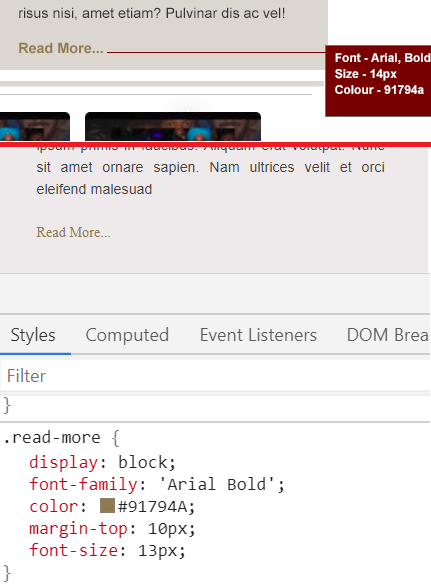 risus nisi, amet etiam? Pulvinar dis ac vel!
Read More...
Font - Arial, Bold
Size - 14px
Colour - 91794a
ipsum primis in faucibus. Aliquam erat volutpat. Nunc
sit amet ornare sapien. Nam ultrices velit et orci
eleifend malesuad
Read More...
Styles Computed Event Listeners DOM Brea
Filter
}
.read-more {
display: block;
font-family: 'Arial Bold';
color: #91794A;
margin-top: 10px;
font-size: 13px;
}